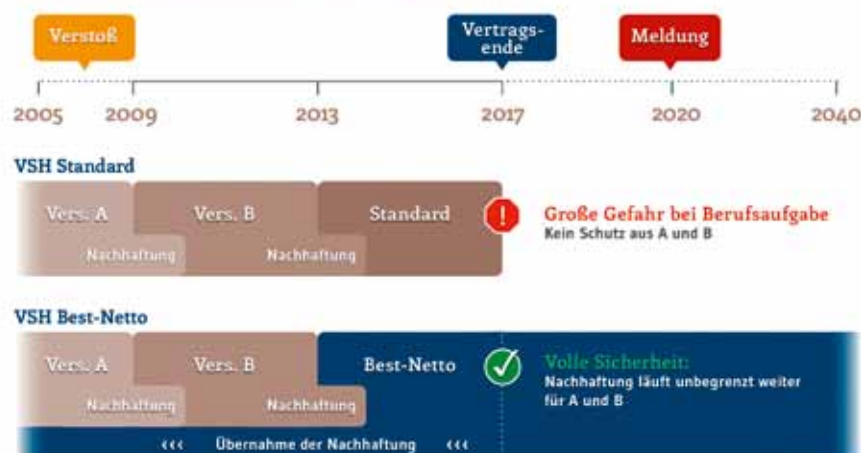 Verstoß
Vertrags-
ende
Meldung
2005 2009 2013 2017 2020 2040
VSH Standard
Vers. A Vers. B Standard
Nachhaftung Nachhaftung
Große Gefahr bei Berufsaufgabe
Kein Schutz aus A und B
VSH Best-Netto
Vers. A Vers. B Best-Netto
Nachhaftung Nachhaftung
Volle Sicherheit:
Nachhaftung läuft unbegrenzt weiter
für A und B
‹‹‹ Übernahme der Nachhaftung ‹‹‹